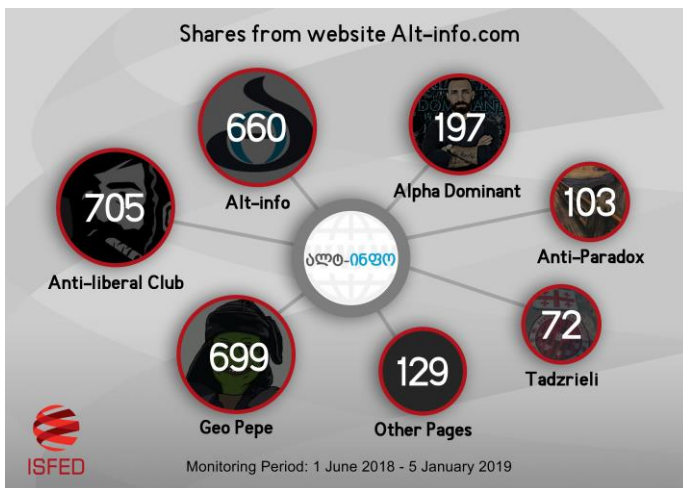 Shares from website Alt-info.com
660
Alt-info
197
Alpha Dominant
705
Anti-liberal Club
103
Anti-Paradox
ალტ-ინფო
699
Geo Pepe
129
Other Pages
72
Tadzrieli
ISFED
Monitoring Period: 1 June 2018 - 5 January 2019